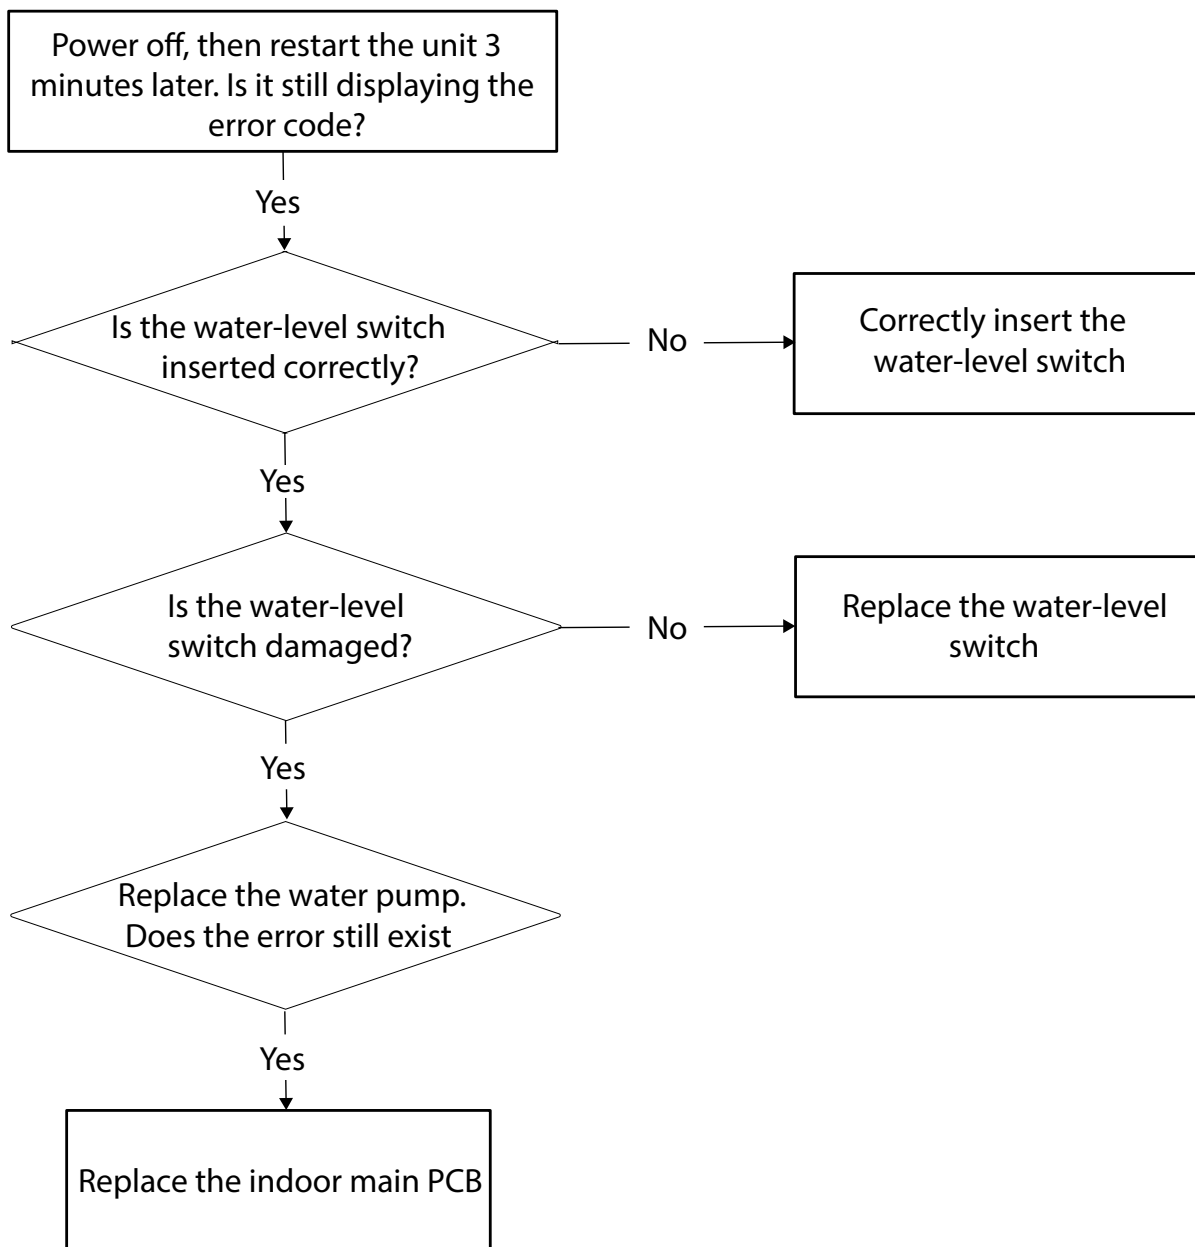 Power off, then restart the unit 3
minutes later. Is it still displaying the
error code?
Yes
Is the water-level switch
inserted correctly?
No
Correctly insert the
water-level switch
Yes
Is the water-level
switch damaged?
No
Replace the water-level
switch
Yes
Replace the water pump.
Does the error still exist
Yes
Replace the indoor main PCB